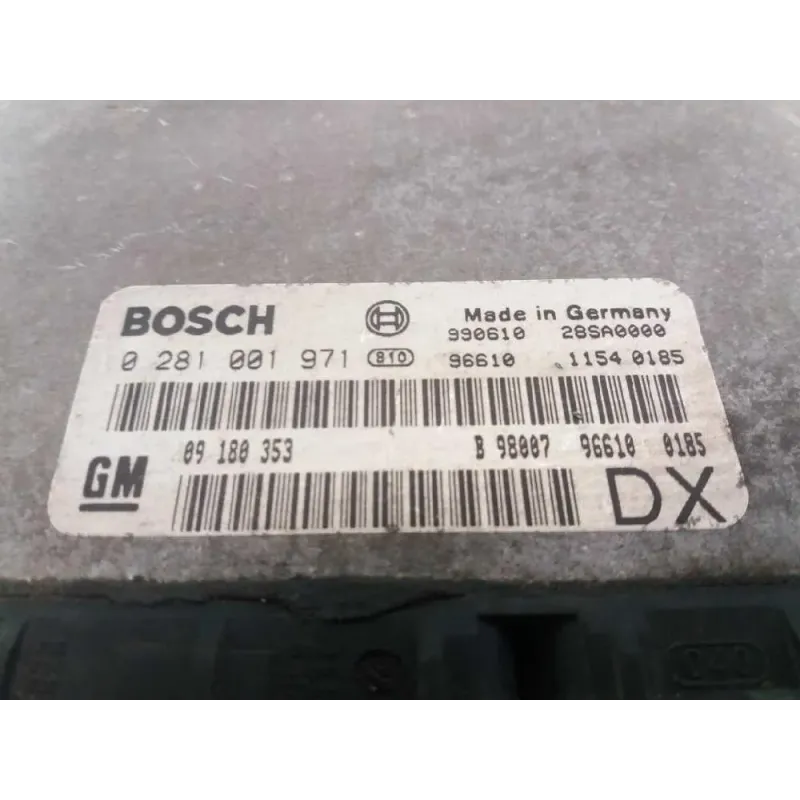 BOSCH Made in Germany
990610 28SA0000
0 281 001 971 810 96610 1154 0185
GM 09 180 353 B 98007 96610 0185
DX